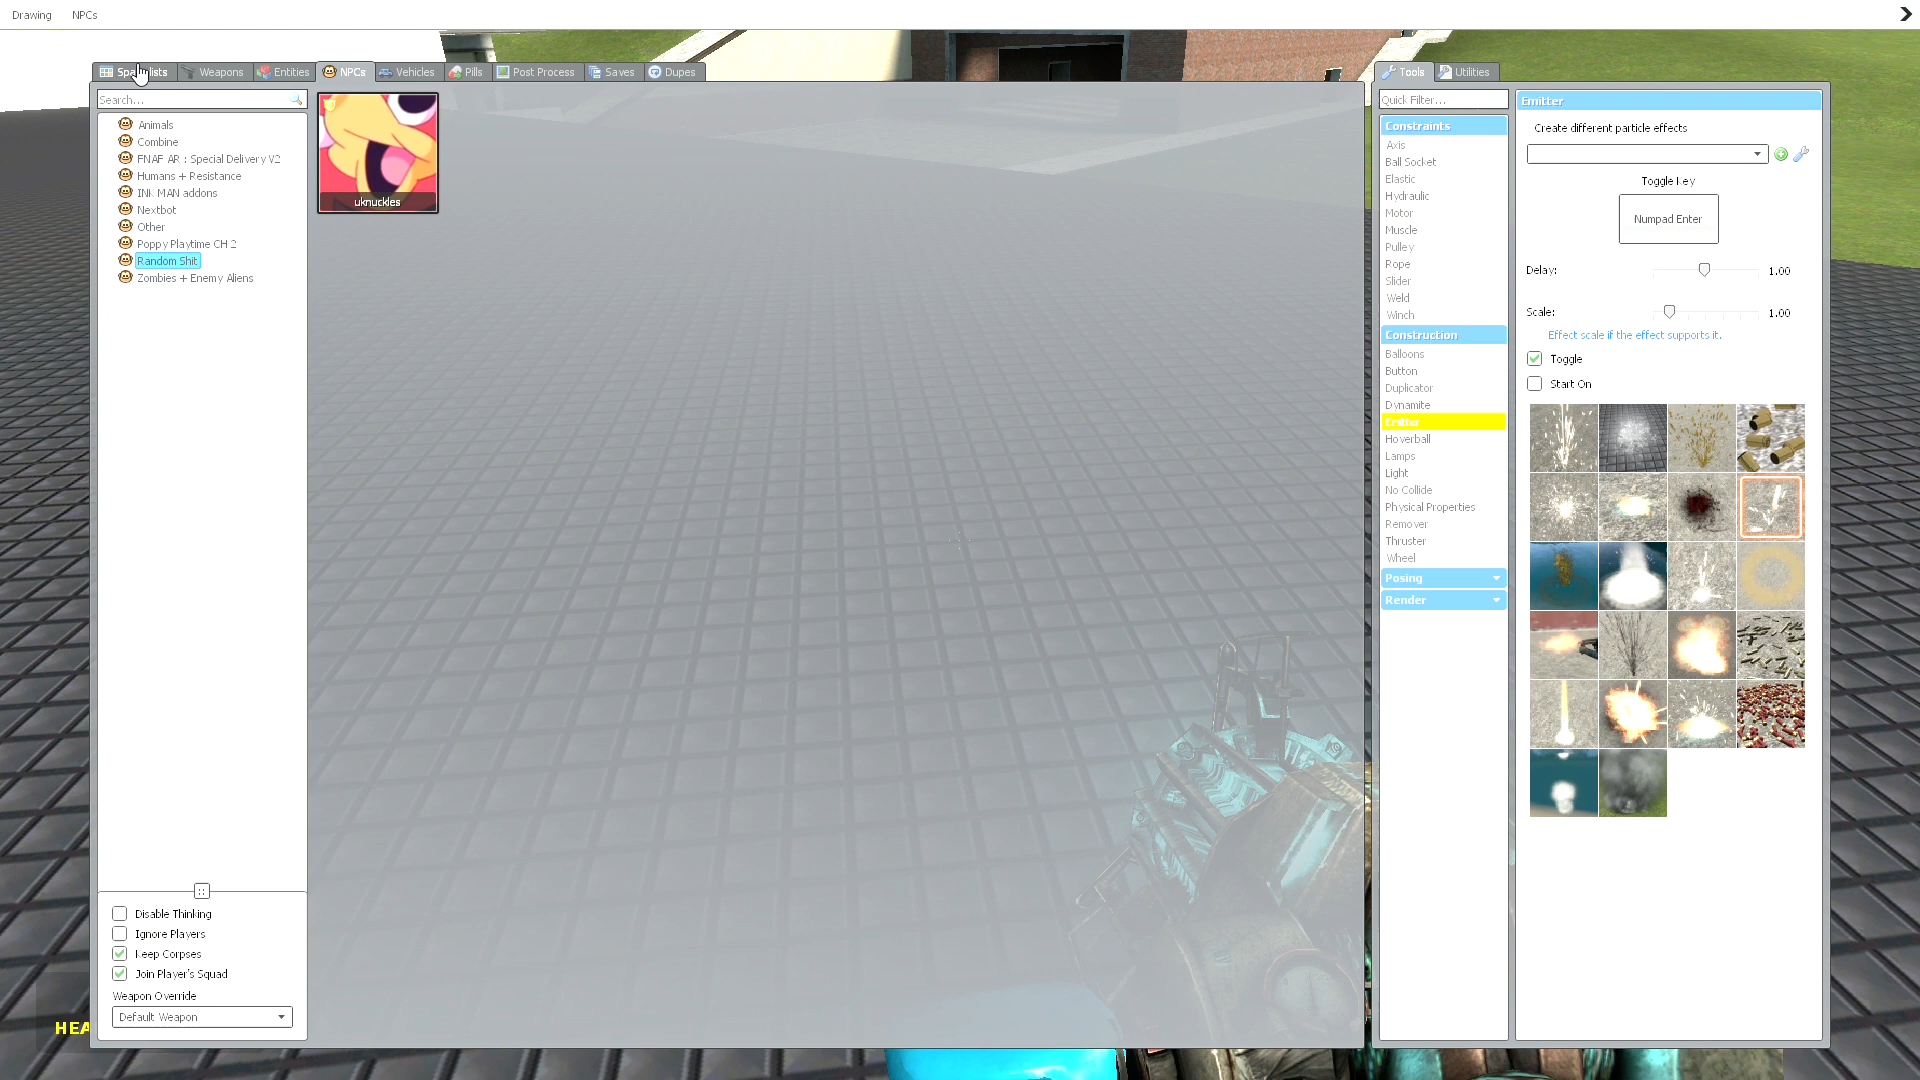 Drawing NPCs
Spawnlists Weapons Entities NPCs Vehicles Pills Post Process Saves Dupes
Tools Utilities
Search...
Animals
Combine
FNAF AR : Special Delivery V2
Humans + Resistance
INK MAN addons
Nextbot
Other
Poppy Playtime CH 2
Random Shit
Zombies + Enemy Aliens
uknuckles
Disable Thinking
Ignore Players
Keep Corpses
Join Player's Squad
Weapon Override
Default Weapon
HEA
Quick Filter...
Constraints
Axis
Ball Socket
Elastic
Hydraulic
Motor
Muscle
Pulley
Rope
Slider
Weld
Winch
Construction
Balloons
Button
Duplicator
Dynamite
Emitter
Hoverball
Lamps
Light
No Collide
Physical Properties
Remover
Thruster
Wheel
Posing
Render
Emitter
Create different particle effects
Toggle Key
Numpad Enter
Delay: 1.00
Scale: 1.00
Effect scale if the effect supports it.
Toggle
Start On